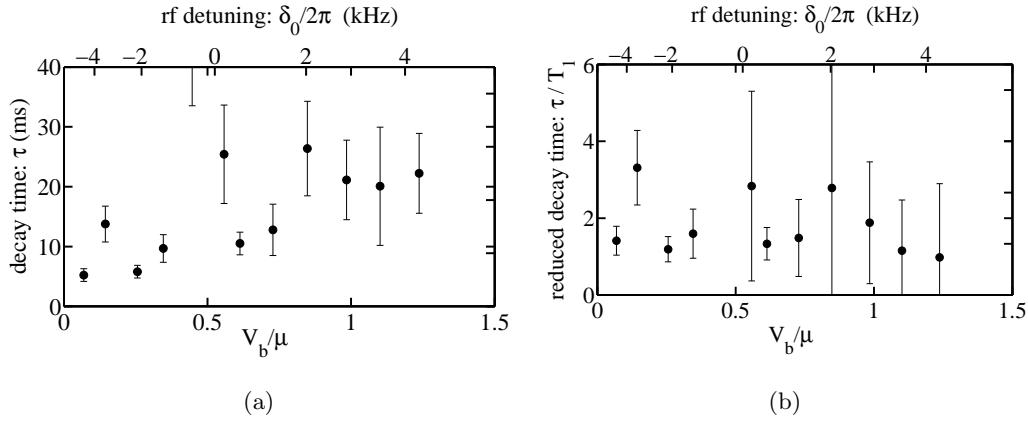 rf detuning: δ₀/2π (kHz)
−4 −2 0 2 4
40
30
20
10
0
decay time: τ (ms)
0 0.5 1 1.5
V_b/μ
(a)
rf detuning: δ₀/2π (kHz)
−4 −2 0 2 4
6
4
2
0
reduced decay time: τ / T₁
0 0.5 1 1.5
V_b/μ
(b)